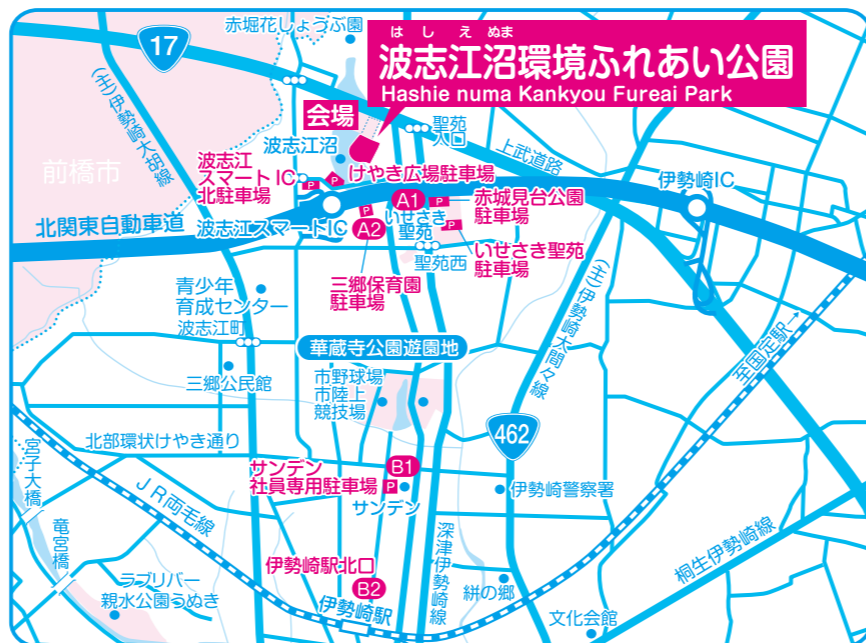 17
赤堀花しょうぶ園
はしえぬま
波志江沼環境ふれあい公園
Hashie numa Kankyou Fureai Park
(主)伊勢崎大胡線
会場
聖苑
入口
上武道路
前橋市
波志江沼
波志江
スマートIC
北駐車場
P
P
けやき広場駐車場
P
A1
P
赤城見台公園
駐車場
伊勢崎IC
北関東自動車道
波志江スマートIC
A2
いせさき
聖苑
P
聖苑西
いせさき聖苑
駐車場
三郷保育園
駐車場
青少年
育成センター
波志江町
(主)伊勢崎大間々線
至国定駅→
華蔵寺公園遊園地
三郷公民館
市野球場
市陸上
競技場
462
北部環状けやき通り
宮子大橋
JR両毛線
サンデン
社員専用駐車場
B1
P
サンデン
伊勢崎警察署
竜宮橋
深津伊勢崎線
桐生伊勢崎線
伊勢崎駅北口
B2
ラブリバー
親水公園うぬき
伊勢崎駅
絣の郷
文化会館